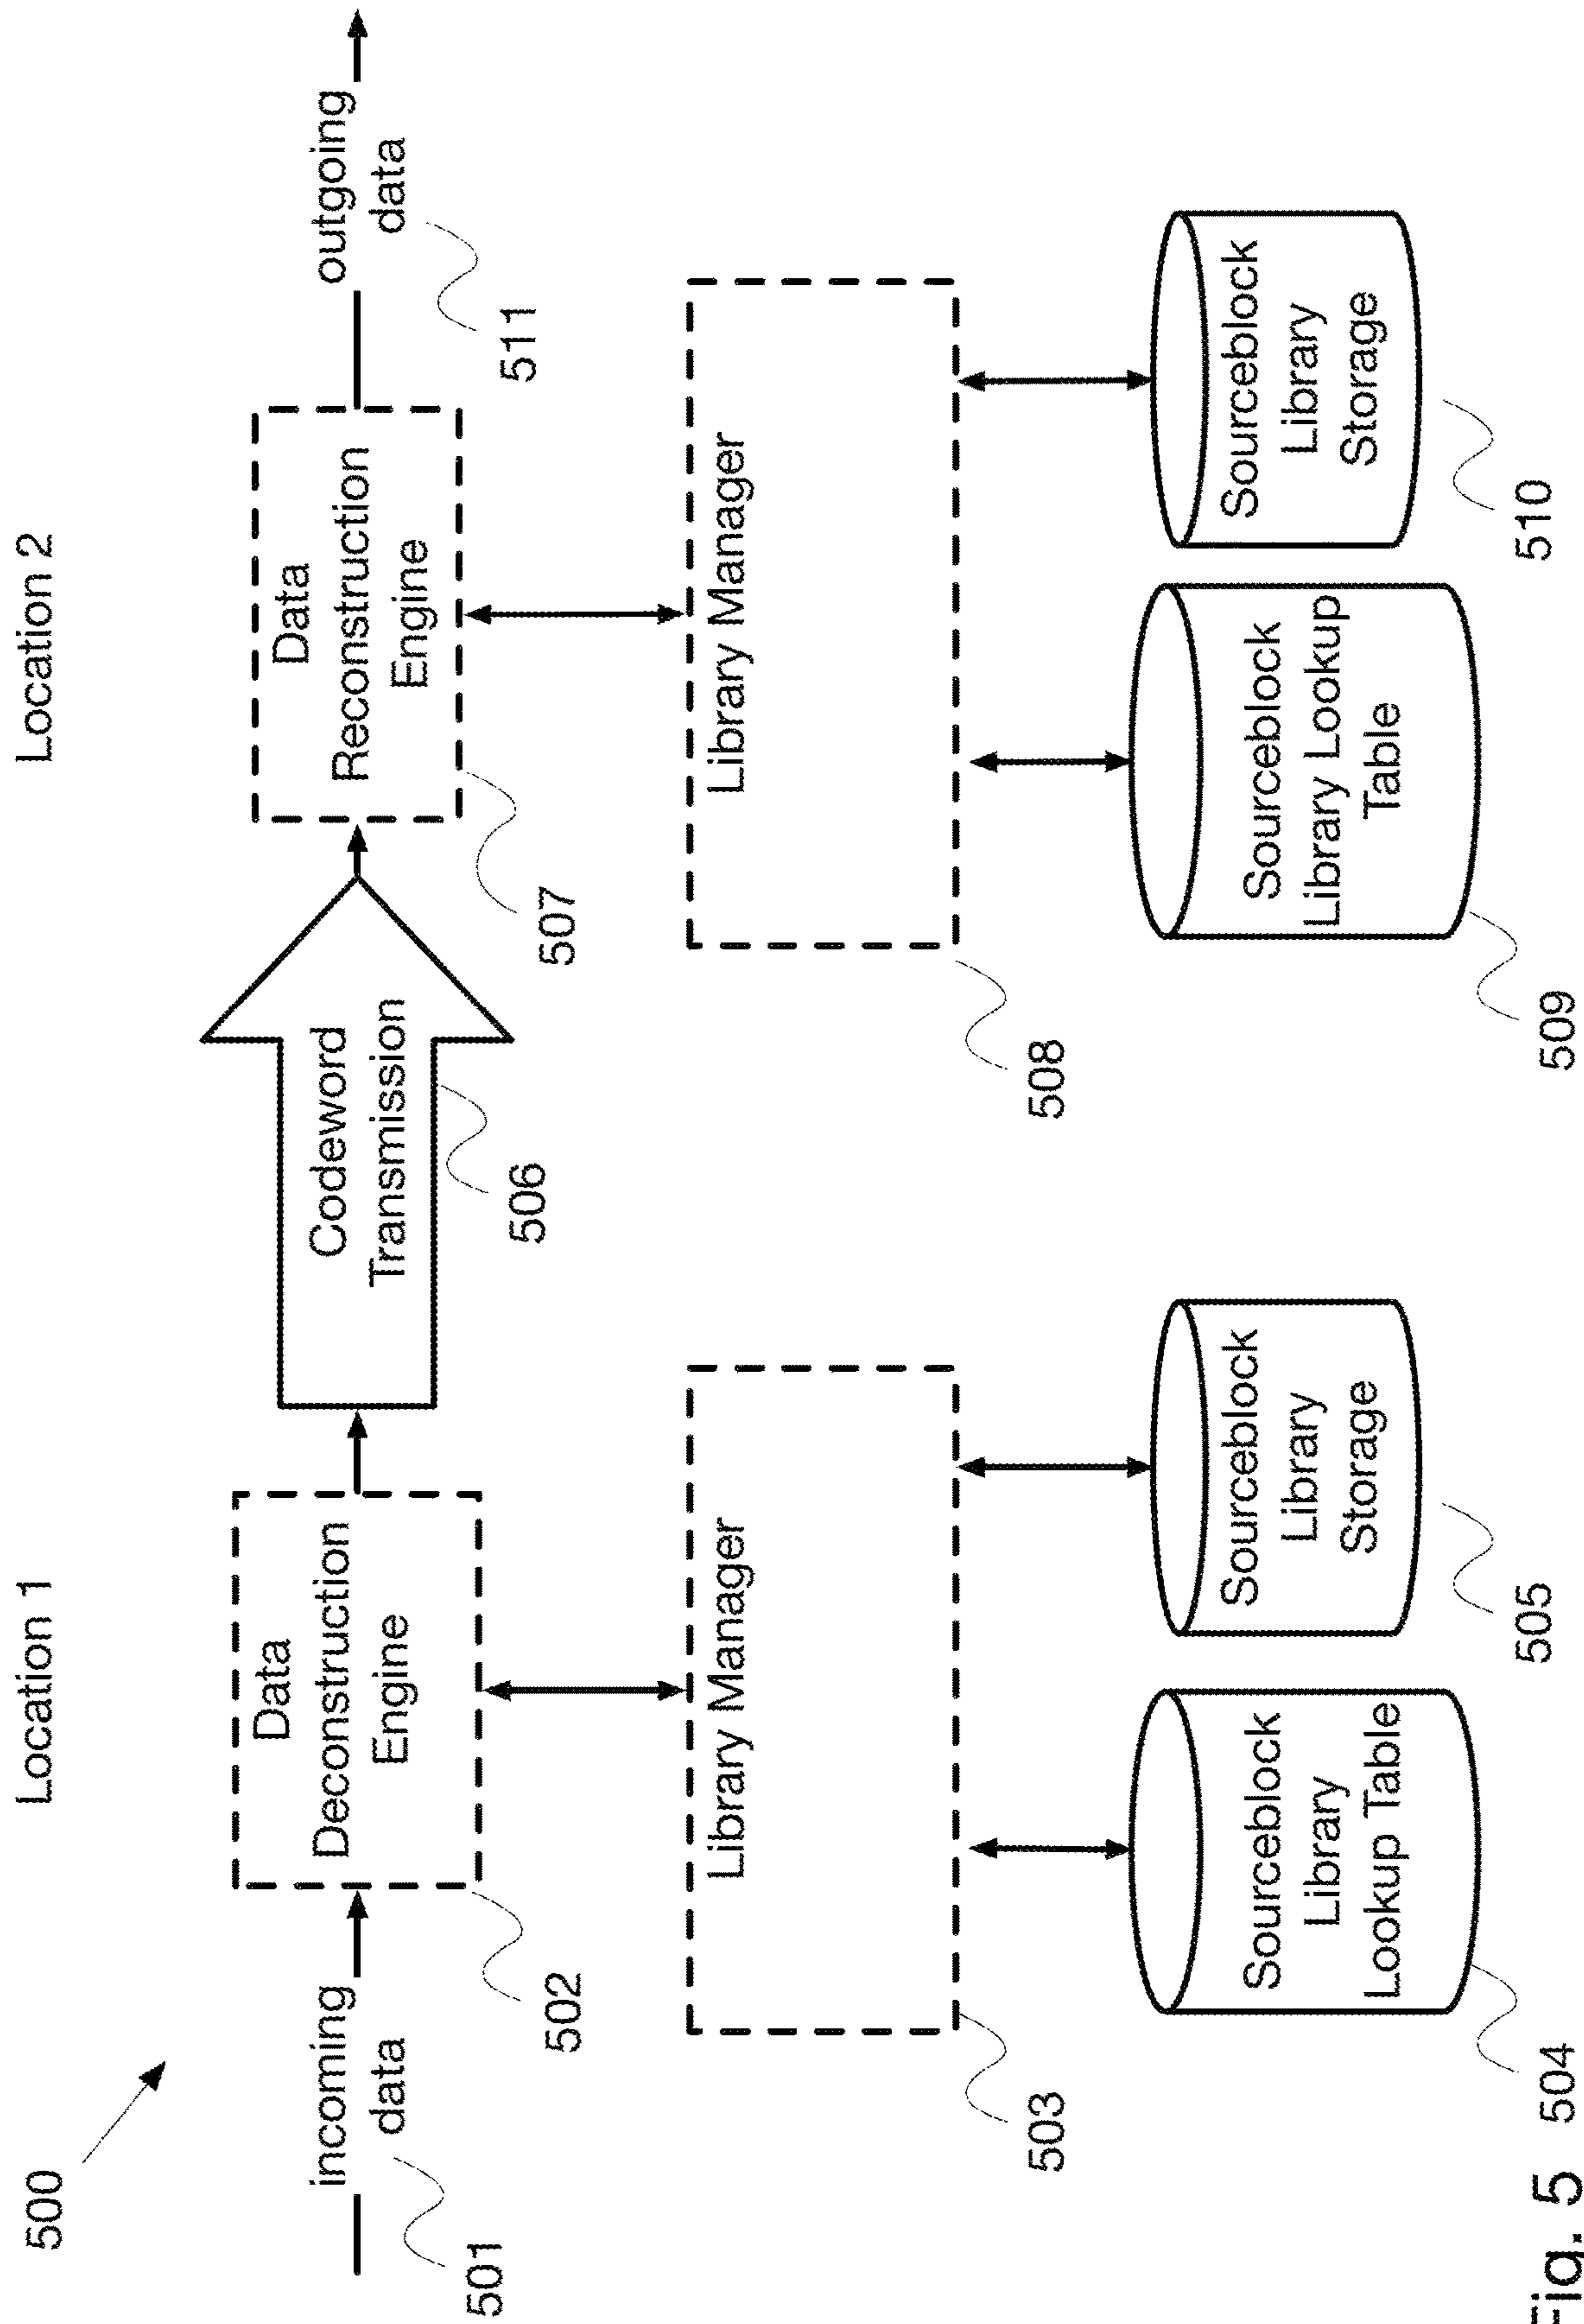 500
Location 1
Location 2
incoming
data
501
Data
Deconstruction
Engine
502
Codeword
Transmission
506
Data
Reconstruction
Engine
507
outgoing
data
511
Library Manager
503
Library Manager
508
Sourceblock
Library
Lookup Table
504
Sourceblock
Library
Storage
505
Sourceblock
Library Lookup
Table
509
Sourceblock
Library
Storage
510
Fig. 5